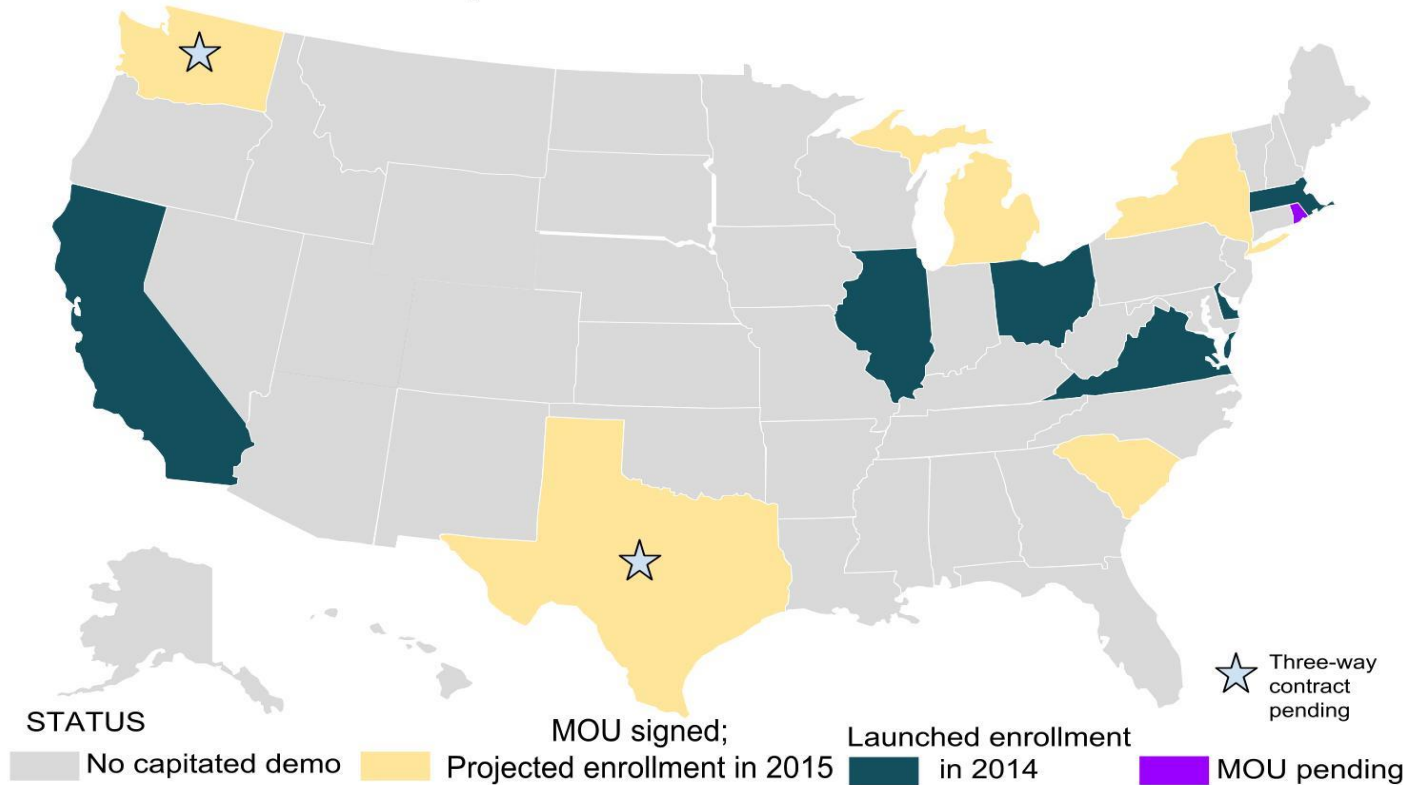 Three-way
contract
pending
STATUS
No capitated demo
MOU signed;
Projected enrollment in 2015
Launched enrollment
in 2014
MOU pending